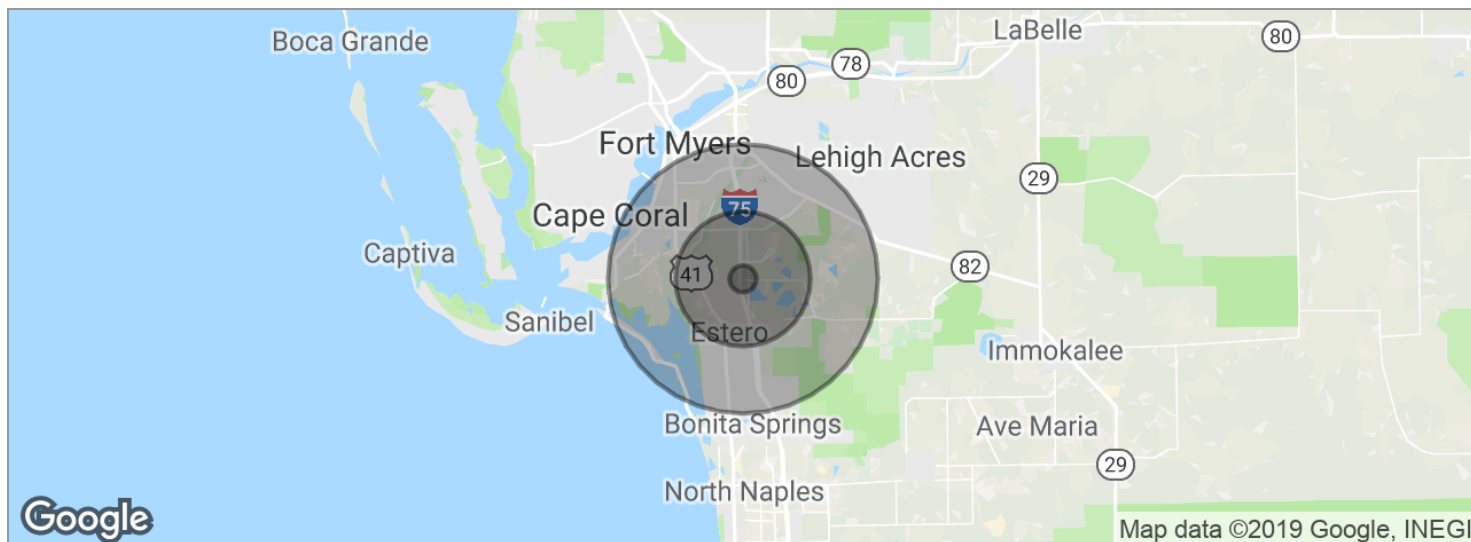 Boca Grande
LaBelle
80
78
80
Fort Myers
Lehigh Acres
29
75
Cape Coral
Captiva
41
82
Sanibel
Estero
Immokalee
Bonita Springs
Ave Maria
29
North Naples
Google
Map data ©2019 Google, INEGI